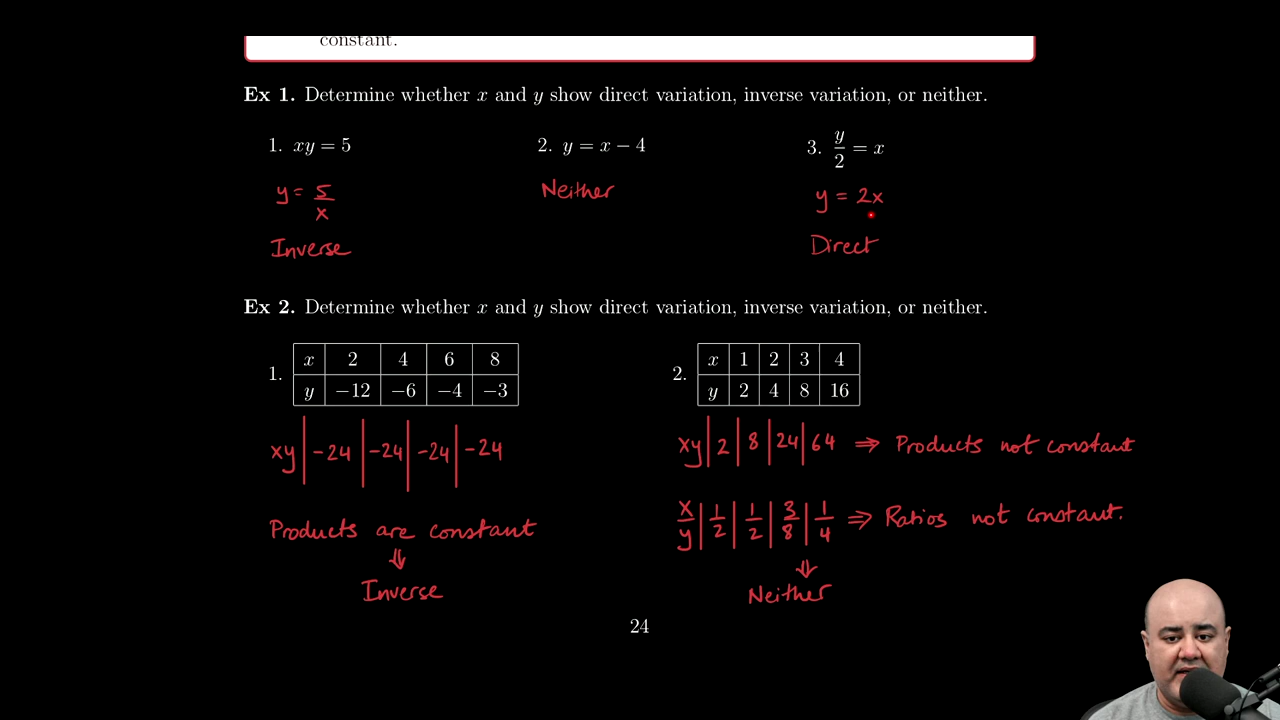 constant.
Ex 1. Determine whether x and y show direct variation, inverse variation, or neither.
1. xy = 5
2. y = x − 4
3. y/2 = x
y = 5/x
Neither
y = 2x
Inverse
Direct
Ex 2. Determine whether x and y show direct variation, inverse variation, or neither.
1.
x 2 4 6 8
y −12 −6 −4 −3
2.
x 1 2 3 4
y 2 4 8 16
xy | -24 | -24 | -24 | -24
Products are constant
⇓
Inverse
xy | 2 | 8 | 24 | 64 ⇒ Products not constant
x/y | 1/2 | 1/2 | 3/8 | 1/4 ⇒ Ratios not constant.
⇓
Neither
24